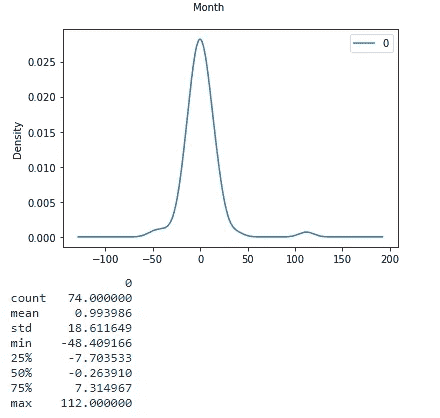 Month
0
0.025
0.020
0.015
0.010
0.005
0.000
Density
−100 −50 0 50 100 150 200
0
count 74.000000
mean 0.993986
std 18.611649
min -48.409166
25% -7.703533
50% -0.263910
75% 7.314967
max 112.000000